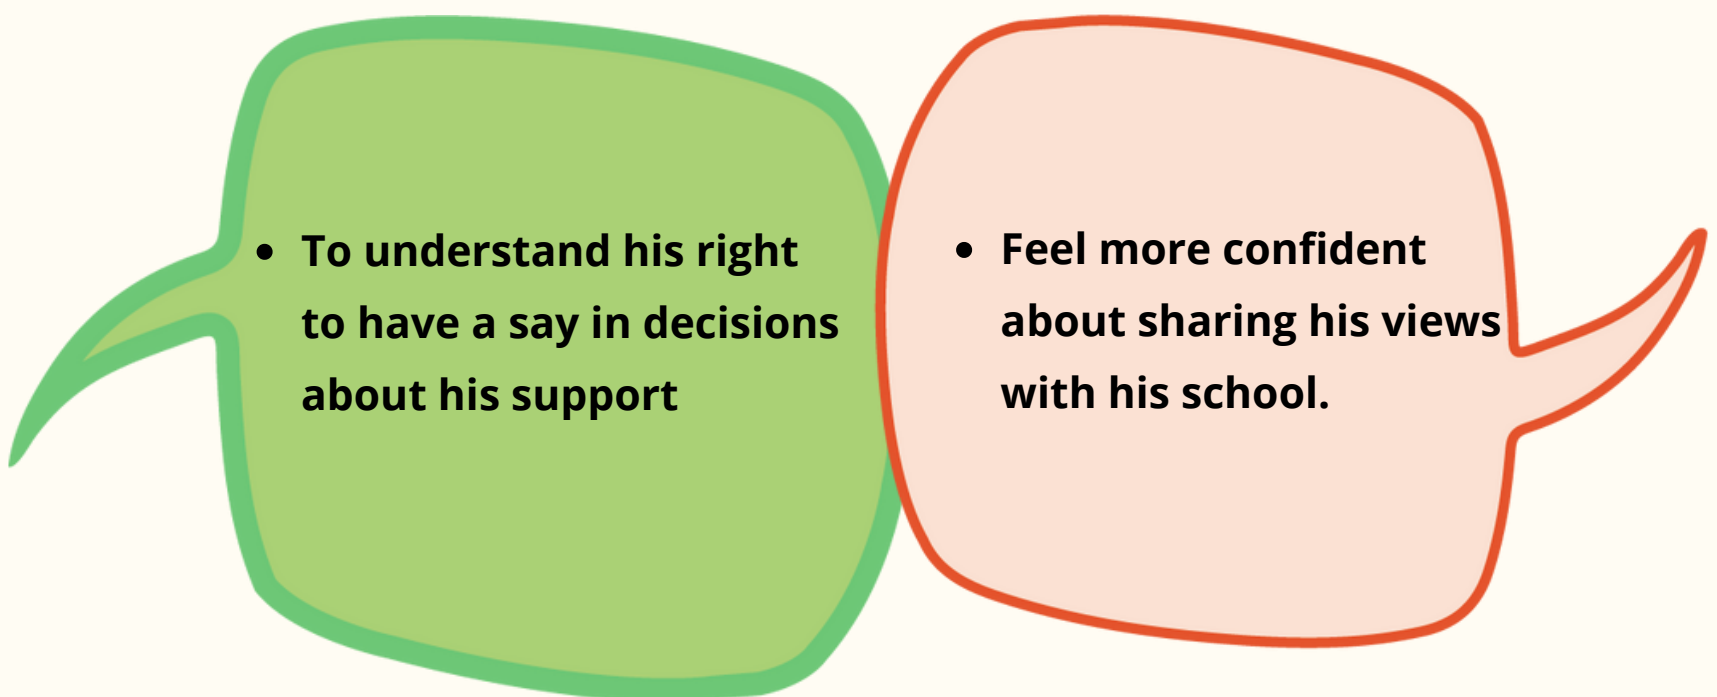 • To understand his right
to have a say in decisions
about his support
• Feel more confident
about sharing his views
with his school.